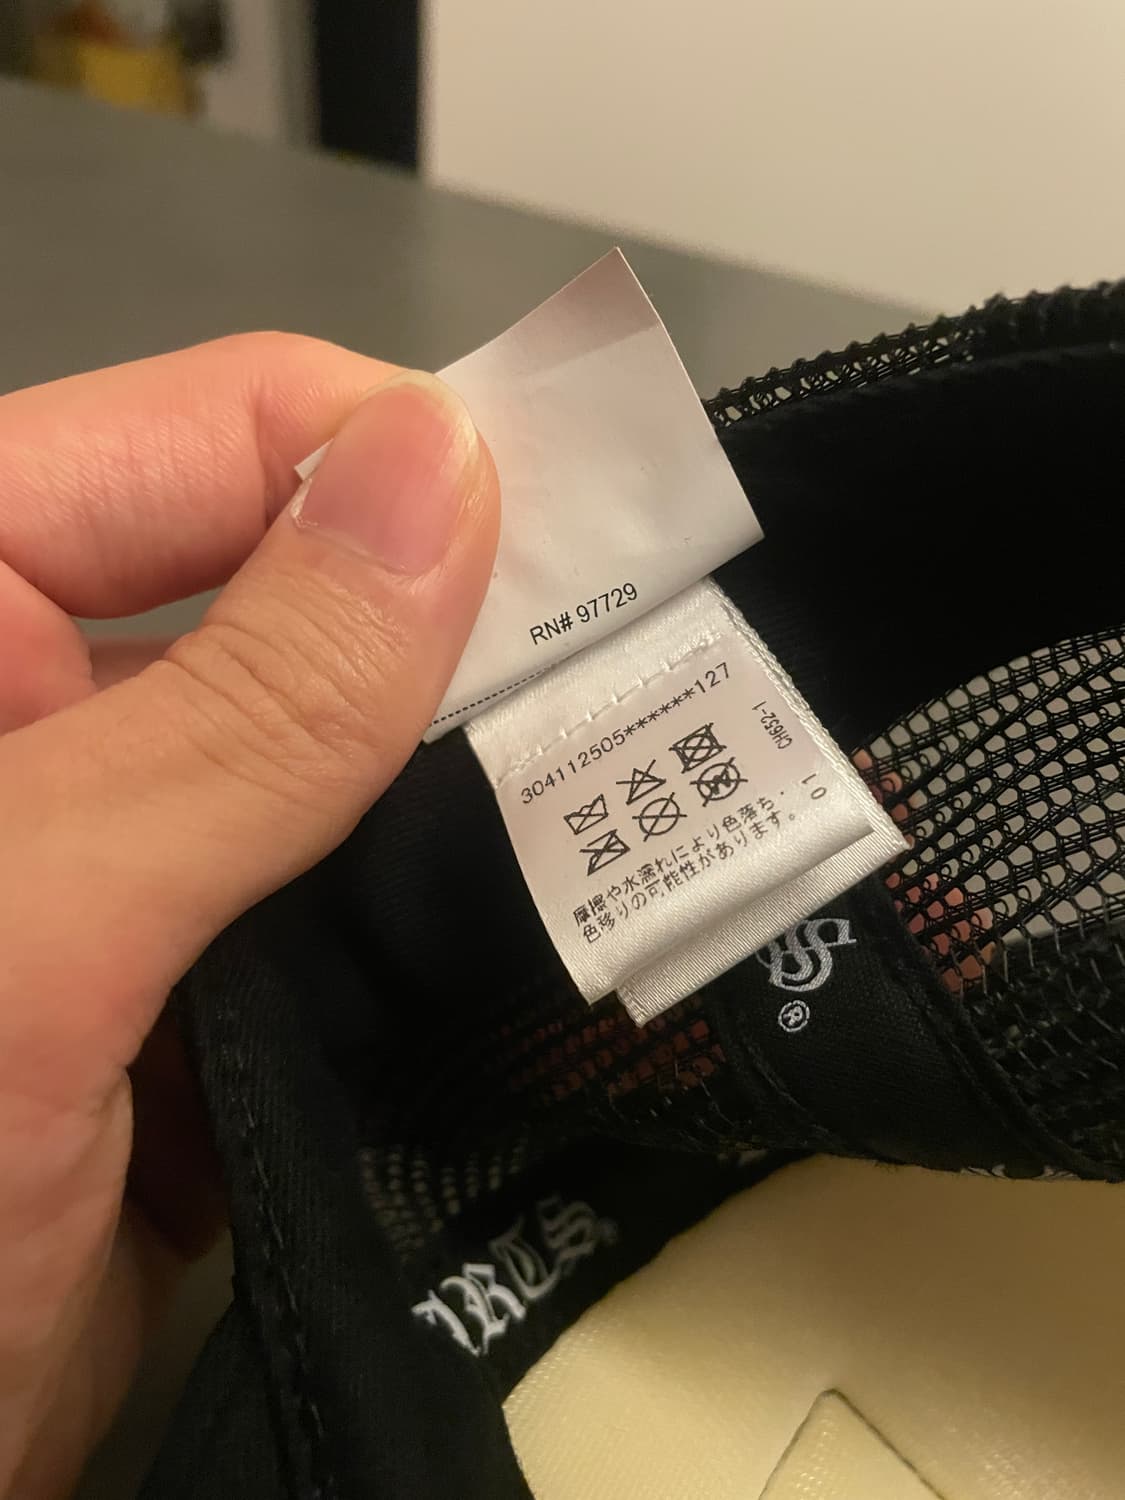 RN# 97729
304112505******127
CH652-1
01
摩擦や水濡れにより色落ち・
色移りの可能性があります。
®